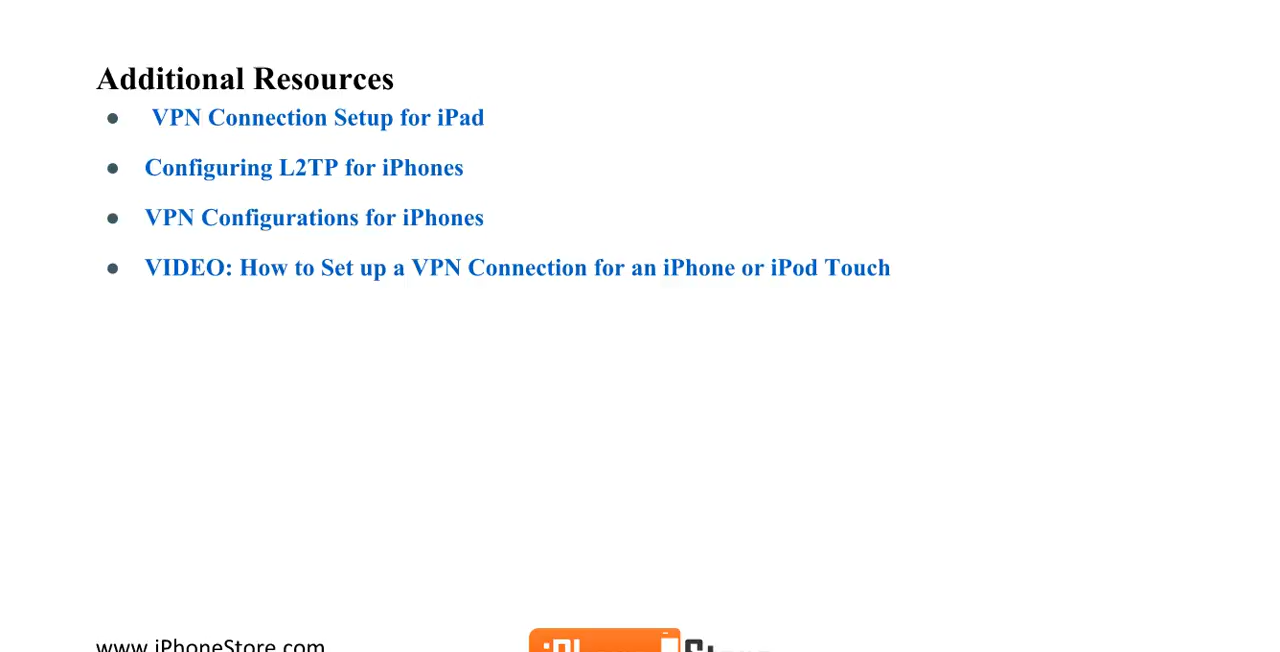 Additional Resources
VPN Connection Setup for iPad
Configuring L2TP for iPhones
VPN Configurations for iPhones
VIDEO: How to Set up a VPN Connection for an iPhone or iPod Touch
www.iPhoneStore.com